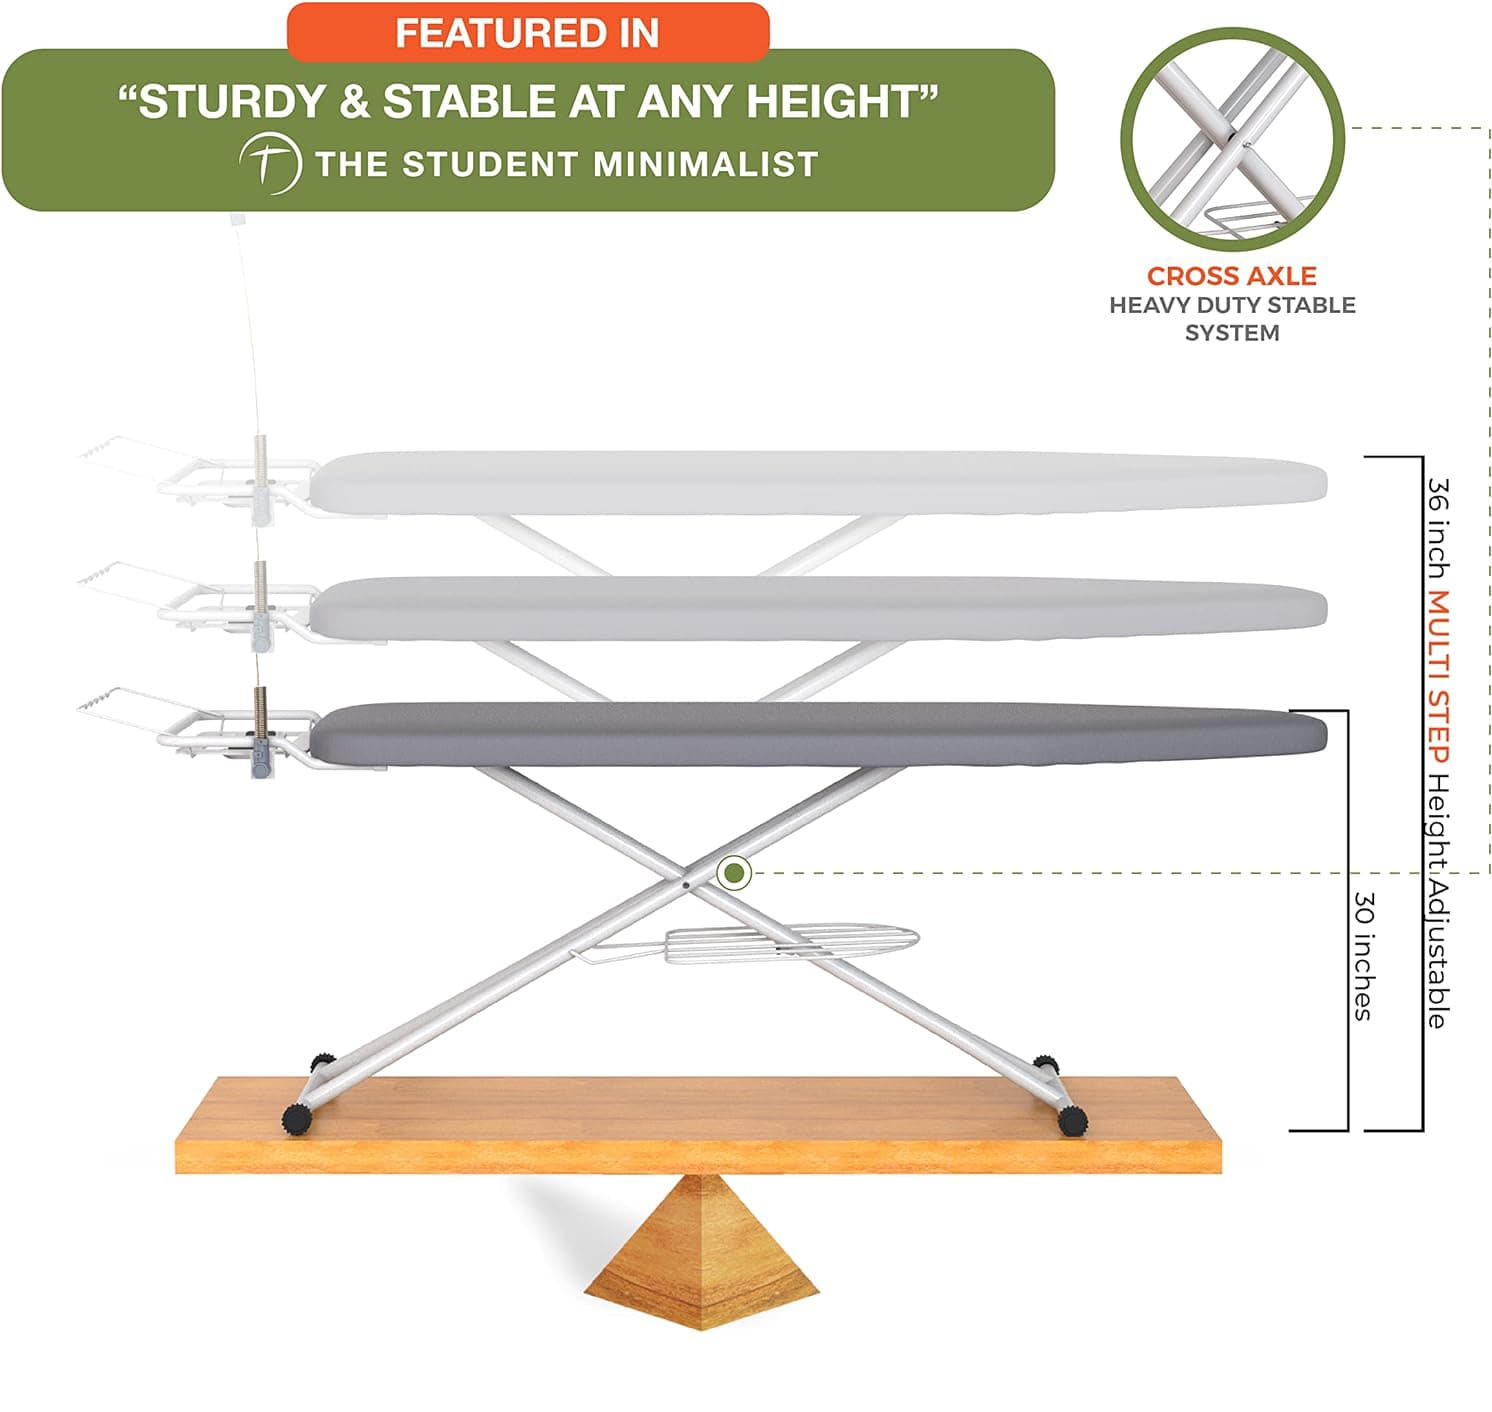 FEATURED IN
“STURDY & STABLE AT ANY HEIGHT”
THE STUDENT MINIMALIST
CROSS AXLE
HEAVY DUTY STABLE
SYSTEM
36 inch MULTI STEP Height Adjustable
30 inches